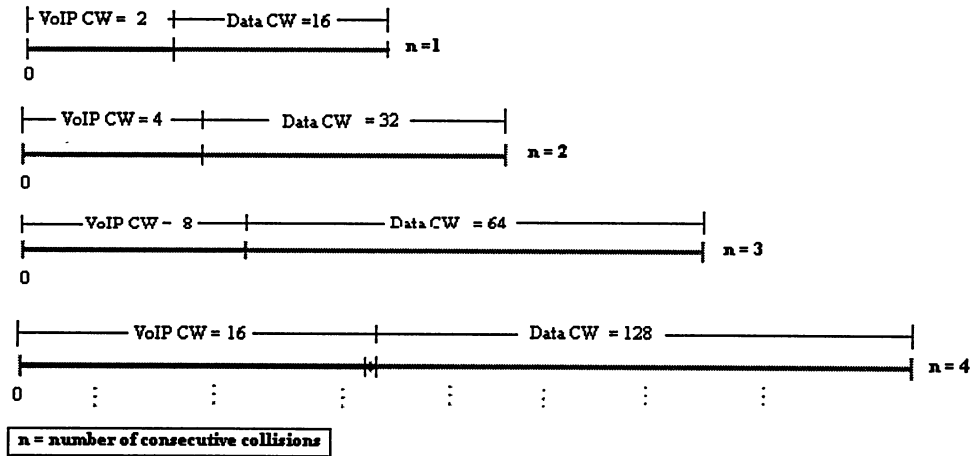 VoIP CW = 2 Data CW =16
n =1
0
VoIP CW = 4 Data CW = 32
n = 2
0
VoIP CW - 8 Data CW = 64
n = 3
0
VoIP CW = 16 Data CW = 128
n = 4
0
n = number of consecutive collisions